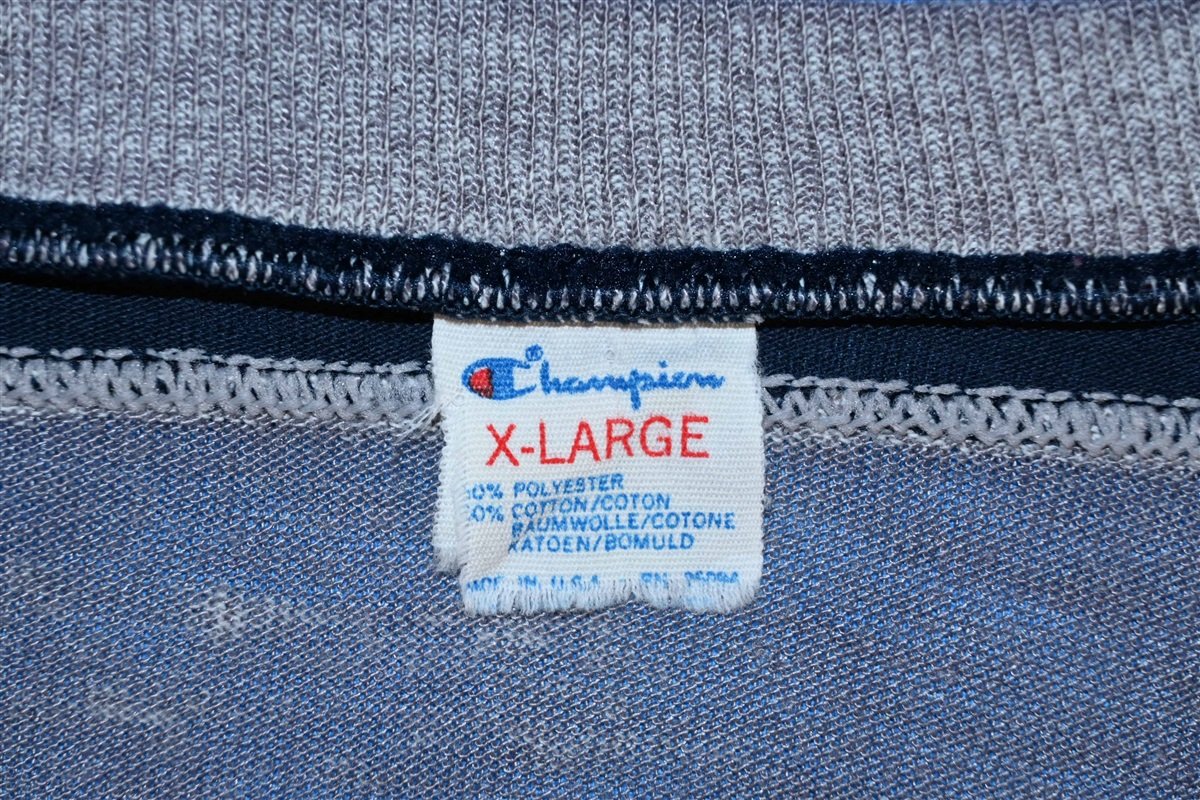 Champion®
X-LARGE
0% POLYESTER
0% COTTON/COTON
BAUMWOLLE/COTONE
KATOEN/BOMULD
MADE IN U.S.A.